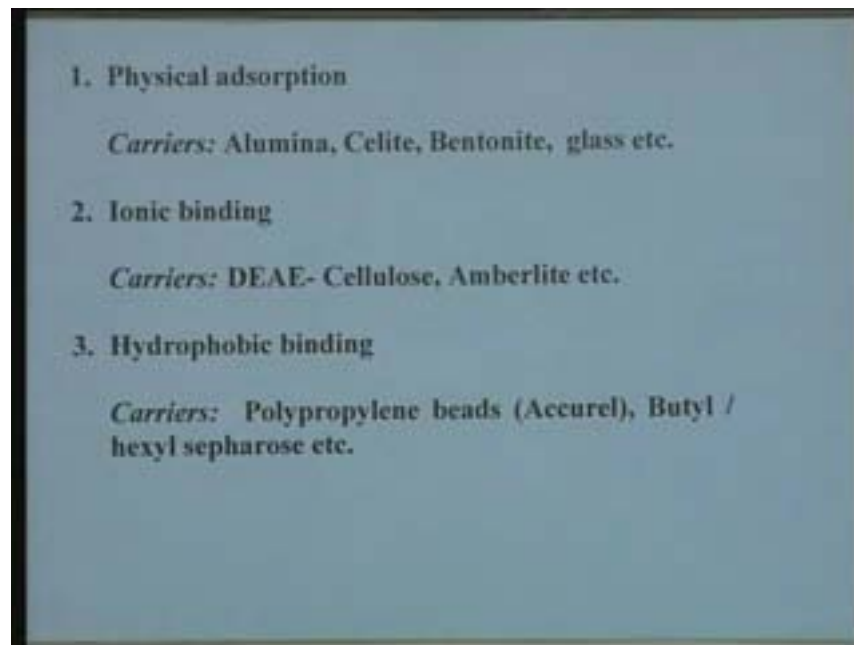 1. Physical adsorption
Carriers: Alumina, Celite, Bentonite, glass etc.
2. Ionic binding
Carriers: DEAE- Cellulose, Amberlite etc.
3. Hydrophobic binding
Carriers: Polypropylene beads (Accurel), Butyl /
hexyl sepharose etc.